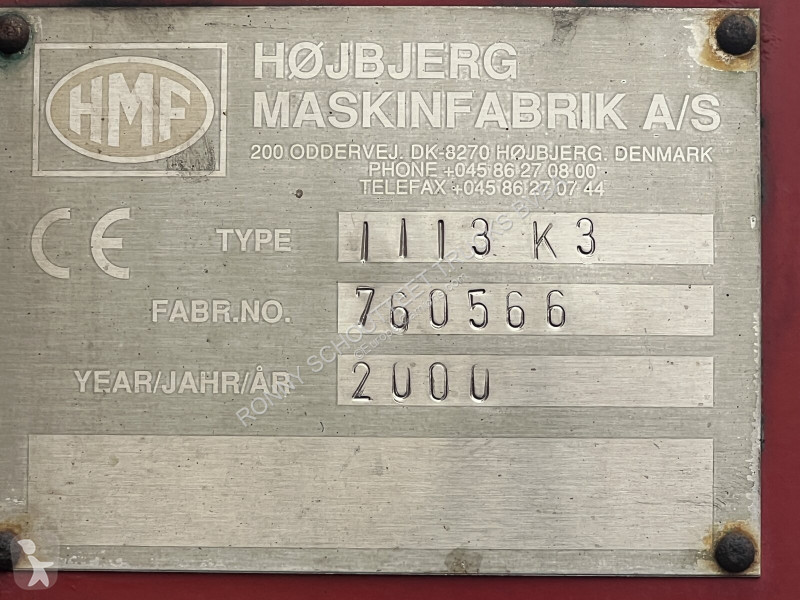 HMF
HØJBJERG
MASKINFABRIK A/S
200 ODDERVEJ. DK-8270 HØJBJERG. DENMARK
PHONE +045 86 27 08 00
TELEFAX +045 86 27 07 44
CE
TYPE 1113 K3
FABR.NO. 760566
YEAR/JAHR/ÅR 2000